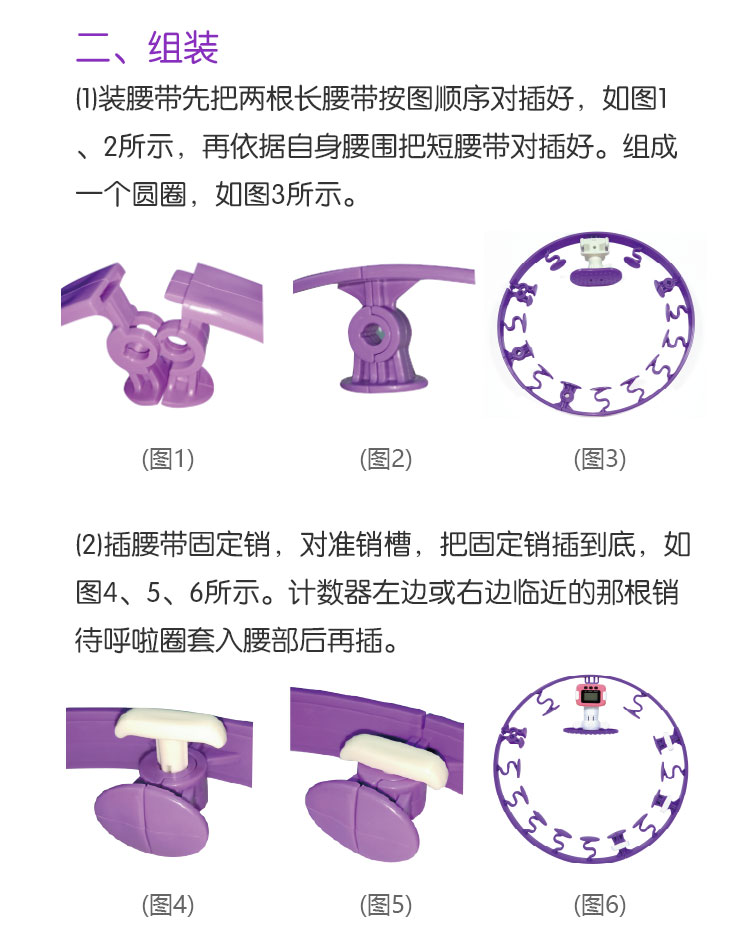 二、组装
(1)装腰带先把两根长腰带按图顺序对插好，如图1
、2所示，再依据自身腰围把短腰带对插好。组成
一个圆圈，如图3所示。
(图1)
(图2)
(图3)
(2)插腰带固定销，对准销槽，把固定销插到底，如
图4、5、6所示。计数器左边或右边临近的那根销
待呼啦圈套入腰部后再插。
(图4)
(图5)
(图6)